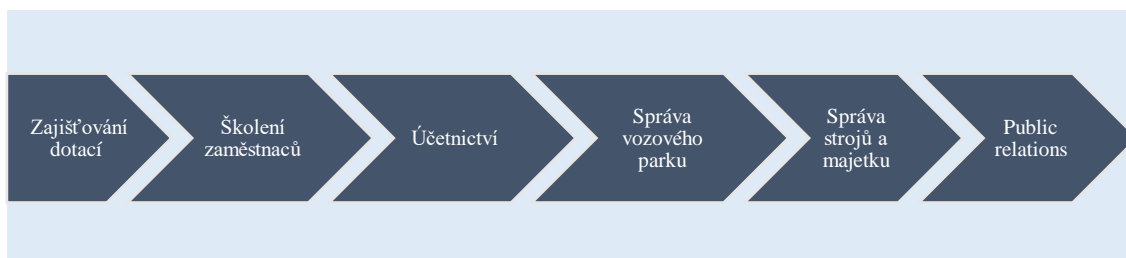 Zajišťování
dotací
Školení
zaměstnaců
Účetnictví
Správa
vozového
parku
Správa
strojů a
majetku
Public
relations